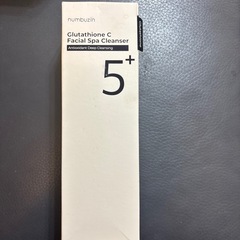 numbuzin
Glutathione C
Facial Spa Cleanser
Antioxidant Deep Cleansing
5+